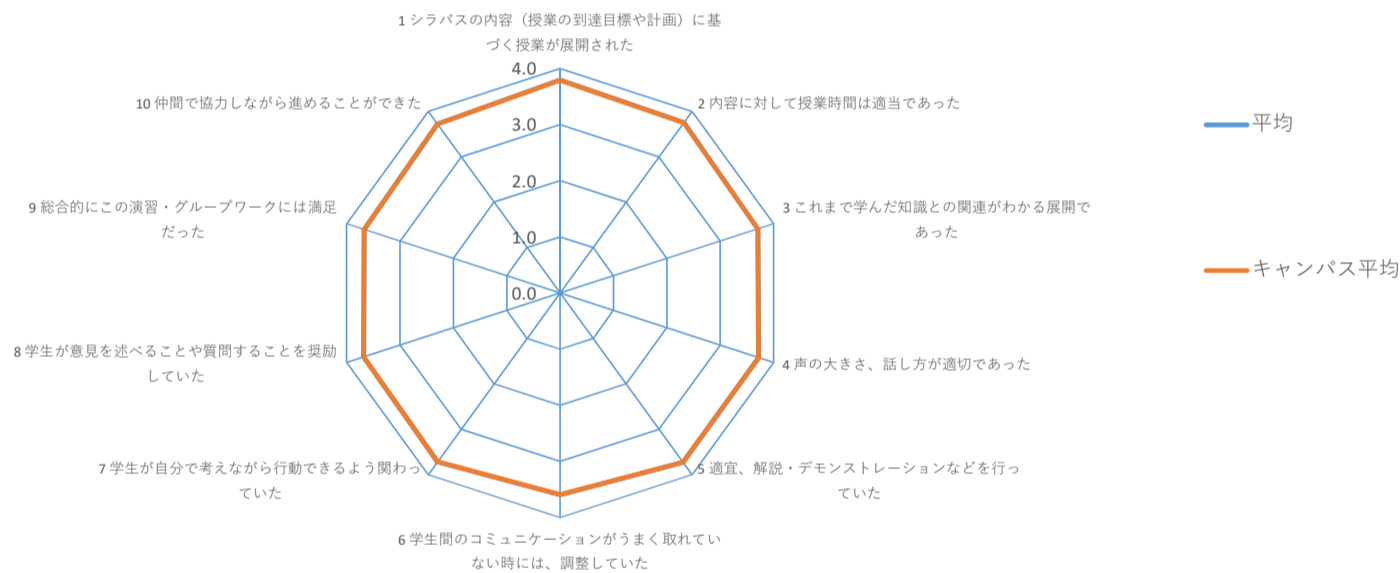 1 シラバスの内容（授業の到達目標や計画）に基
づく授業が展開された
4.0
3.0
2.0
1.0
0.0
2 内容に対して授業時間は適当であった
3 これまで学んだ知識との関連がわかる展開で
あった
4 声の大きさ、話し方が適切であった
5 適宜、解説・デモンストレーションなどを行っ
ていた
6 学生間のコミュニケーションがうまく取れてい
ない時には、調整していた
7 学生が自分で考えながら行動できるよう関わっ
ていた
8 学生が意見を述べることや質問することを奨励
していた
9 総合的にこの演習・グループワークには満足
だった
10 仲間で協力しながら進めることができた
平均
キャンパス平均